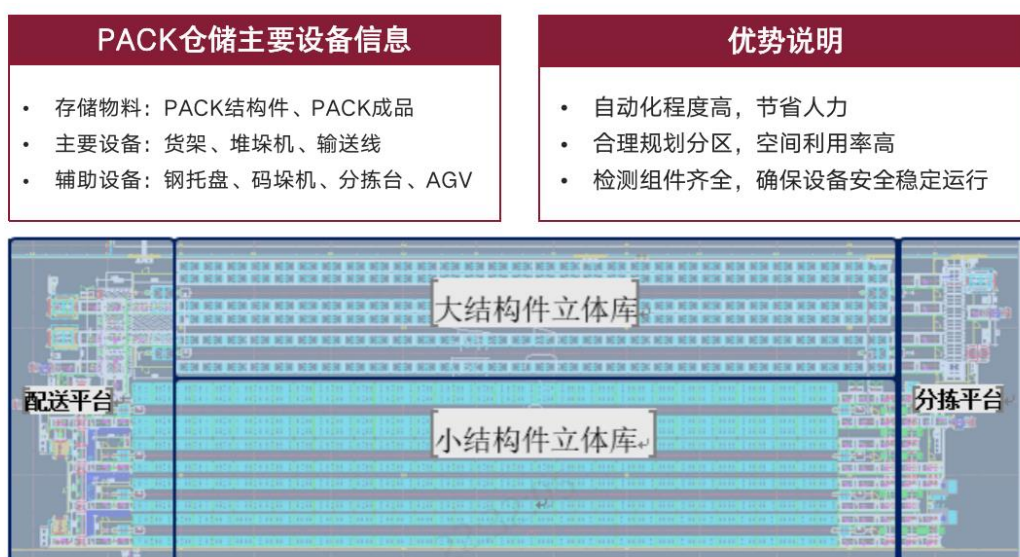 PACK仓储主要设备信息
• 存储物料：PACK结构件、PACK成品
• 主要设备：货架、堆垛机、输送线
• 辅助设备：钢托盘、码垛机、分拣台、AGV
优势说明
• 自动化程度高，节省人力
• 合理规划分区，空间利用率高
• 检测组件齐全，确保设备安全稳定运行
大结构件立体库
配送平台
分拣平台
小结构件立体库